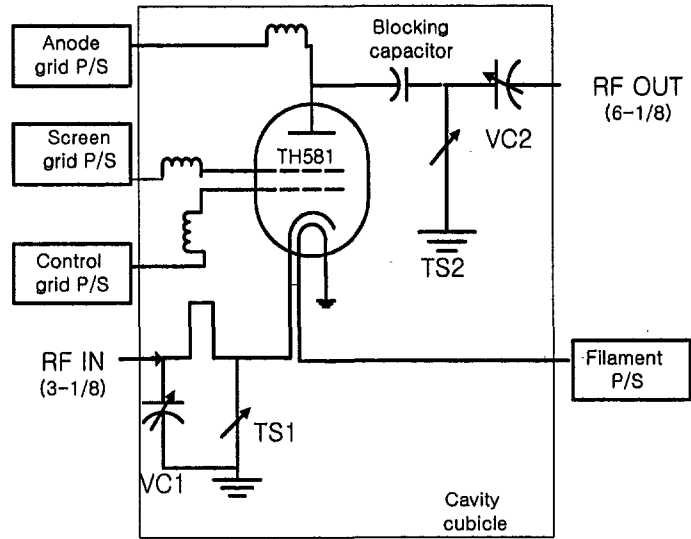 Anode
grid P/S
Blocking
capacitor
RF OUT
(6-1/8)
VC2
Screen
grid P/S
TH581
TS2
Control
grid P/S
RF IN
(3-1/8)
Filament
P/S
TS1
VC1
Cavity
cubicle